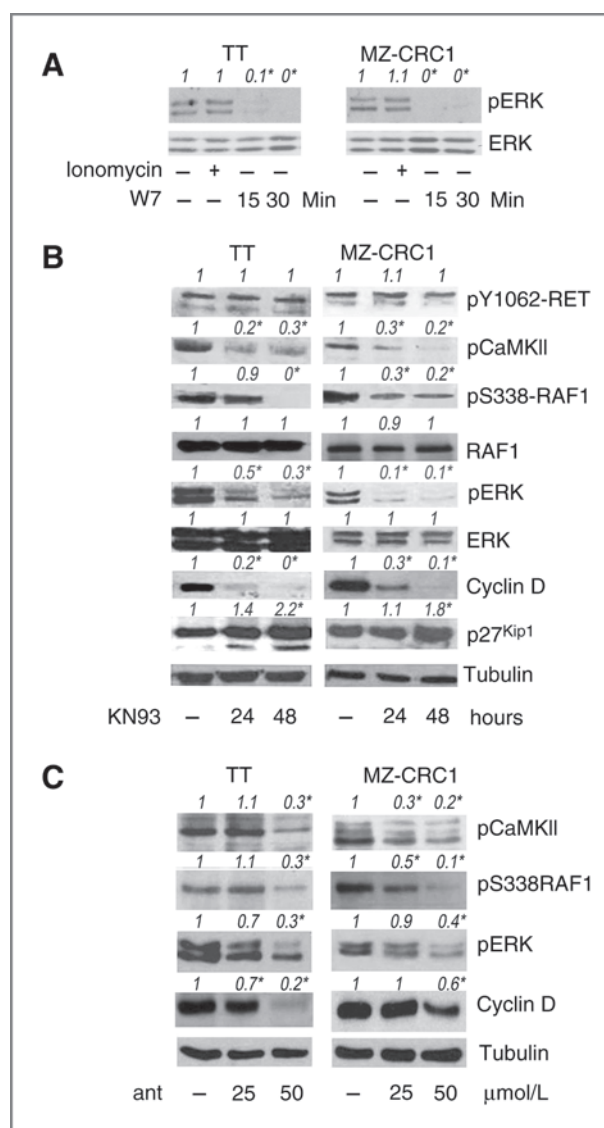 A
TT MZ-CRC1
1 1 0.1* 0* 1 1.1 0* 0*
pERK
ERK
Ionomycin – + – – – + – –
W7 – – 15 30 Min – – 15 30 Min
B
TT MZ-CRC1
1 1 1 1 1.1 1
pY1062-RET
1 0.2* 0.3* 1 0.3* 0.2*
pCaMKII
1 0.9 0* 1 0.3* 0.2*
pS338-RAF1
1 1 1 1 0.9 1
RAF1
1 0.5* 0.3* 1 0.1* 0.1*
pERK
1 1 1 1 1 1
ERK
1 0.2* 0* 1 0.3* 0.1*
Cyclin D
1 1.4 2.2* 1 1.1 1.8*
p27Kip1
Tubulin
KN93 – 24 48 – 24 48 hours
C
TT MZ-CRC1
1 1.1 0.3* 1 0.3* 0.2*
pCaMKII
1 1.1 0.3* 1 0.5* 0.1*
pS338RAF1
1 0.7 0.3* 1 0.9 0.4*
pERK
1 0.7* 0.2* 1 1 0.6*
Cyclin D
Tubulin
ant – 25 50 – 25 50 μmol/L